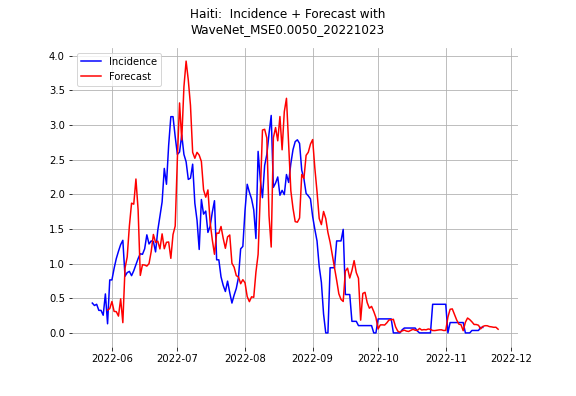 Haiti:  Incidence + Forecast with
WaveNet_MSE0.0050_20221023
Incidence
Forecast
4.0
3.5
3.0
2.5
2.0
1.5
1.0
0.5
0.0
2022-06 2022-07 2022-08 2022-09 2022-10 2022-11 2022-12